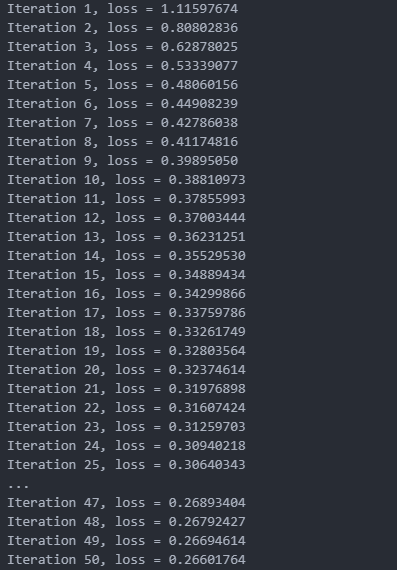 Iteration 1, loss = 1.11597674
Iteration 2, loss = 0.80802836
Iteration 3, loss = 0.62878025
Iteration 4, loss = 0.53339077
Iteration 5, loss = 0.48060156
Iteration 6, loss = 0.44908239
Iteration 7, loss = 0.42786038
Iteration 8, loss = 0.41174816
Iteration 9, loss = 0.39895050
Iteration 10, loss = 0.38810973
Iteration 11, loss = 0.37855993
Iteration 12, loss = 0.37003444
Iteration 13, loss = 0.36231251
Iteration 14, loss = 0.35529530
Iteration 15, loss = 0.34889434
Iteration 16, loss = 0.34299866
Iteration 17, loss = 0.33759786
Iteration 18, loss = 0.33261749
Iteration 19, loss = 0.32803564
Iteration 20, loss = 0.32374614
Iteration 21, loss = 0.31976898
Iteration 22, loss = 0.31607424
Iteration 23, loss = 0.31259703
Iteration 24, loss = 0.30940218
Iteration 25, loss = 0.30640343
...
Iteration 47, loss = 0.26893404
Iteration 48, loss = 0.26792427
Iteration 49, loss = 0.26694614
Iteration 50, loss = 0.26601764